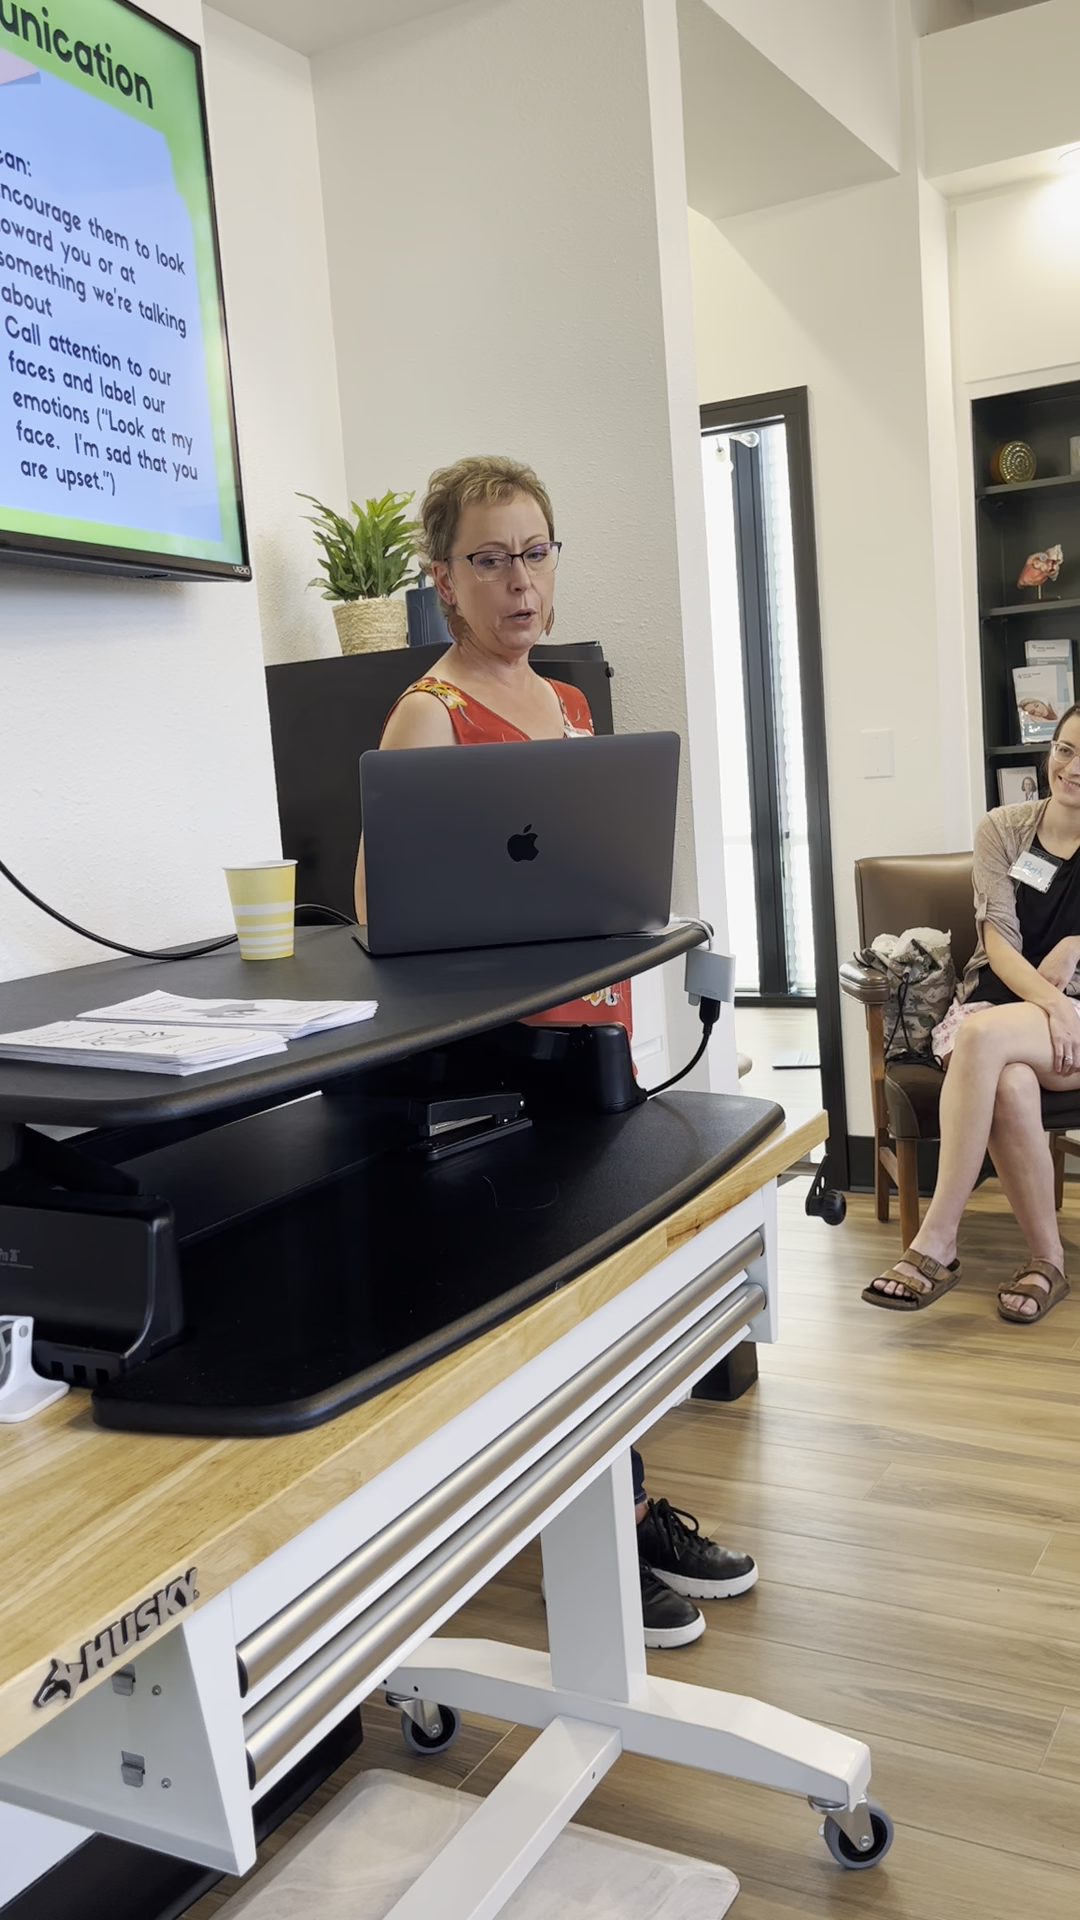 unication
can:
ncourage them to look
oward you or at
something we're talking
about
Call attention to our
faces and label our
emotions ("Look at my
face.  I'm sad that you
are upset.")
VIZIO
Beth
HUSKY